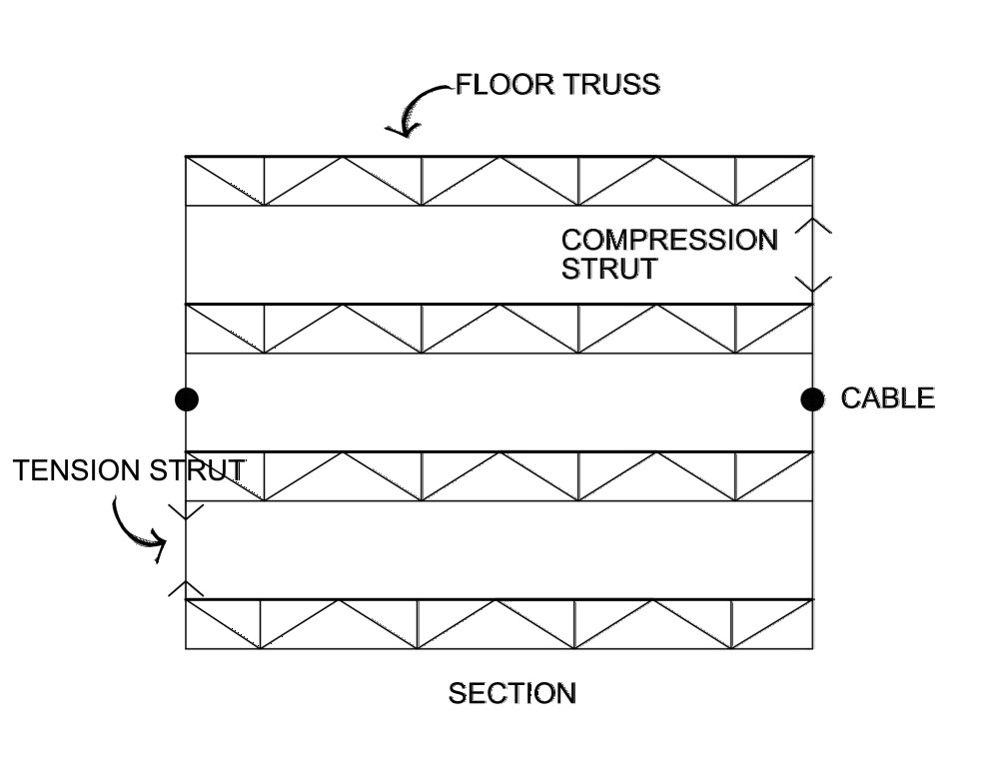 FLOOR TRUSS
COMPRESSION
STRUT
CABLE
TENSION STRUT
SECTION